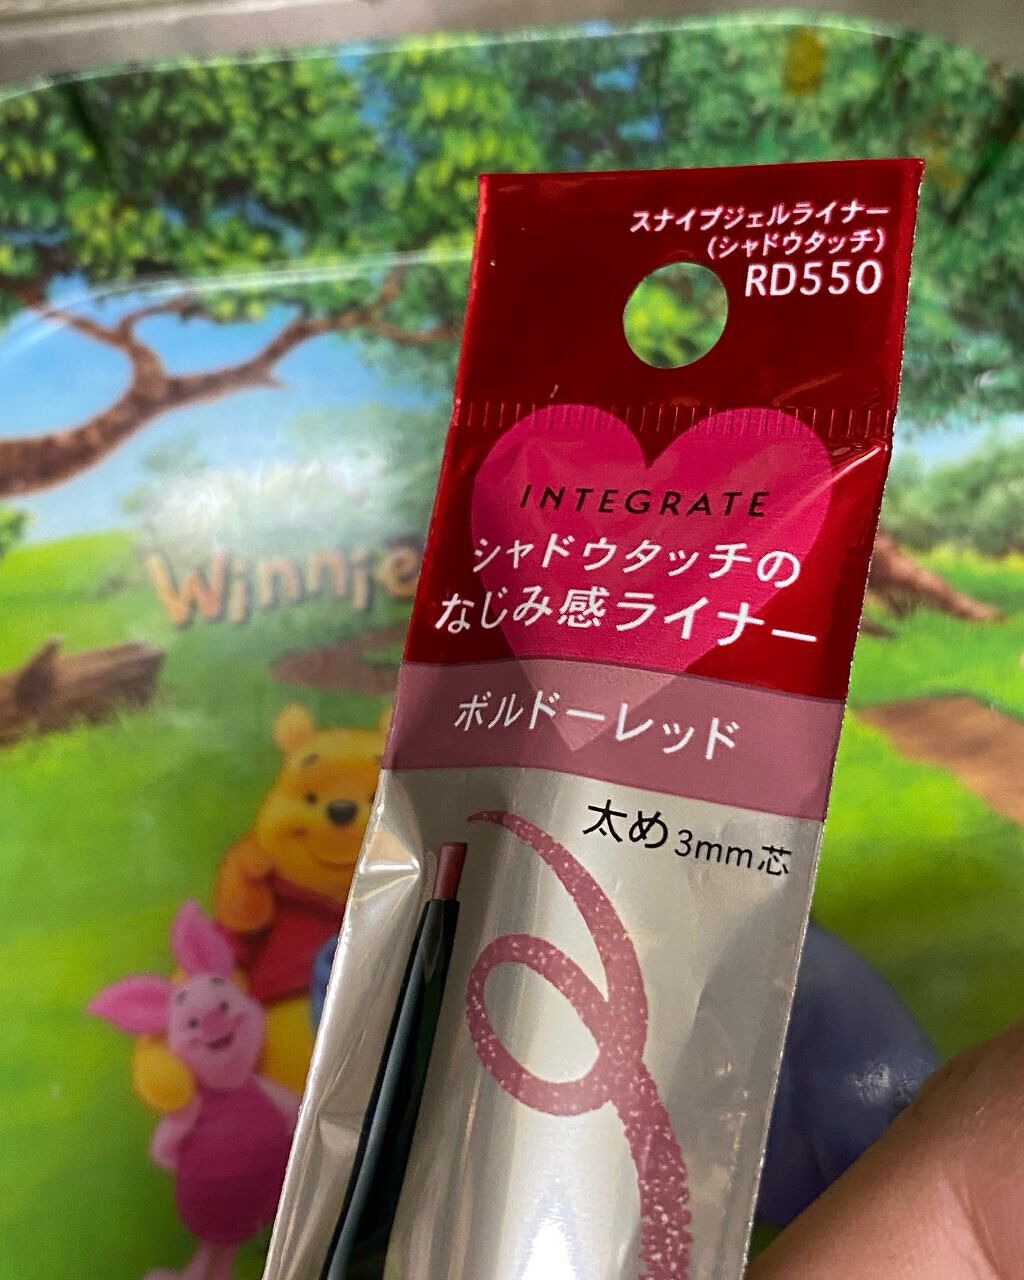 スナイプジェルライナー
(シャドウタッチ)
RD550
INTEGRATE
シャドウタッチの
なじみ感ライナー
ボルドーレッド
太め3mm芯
Winnie